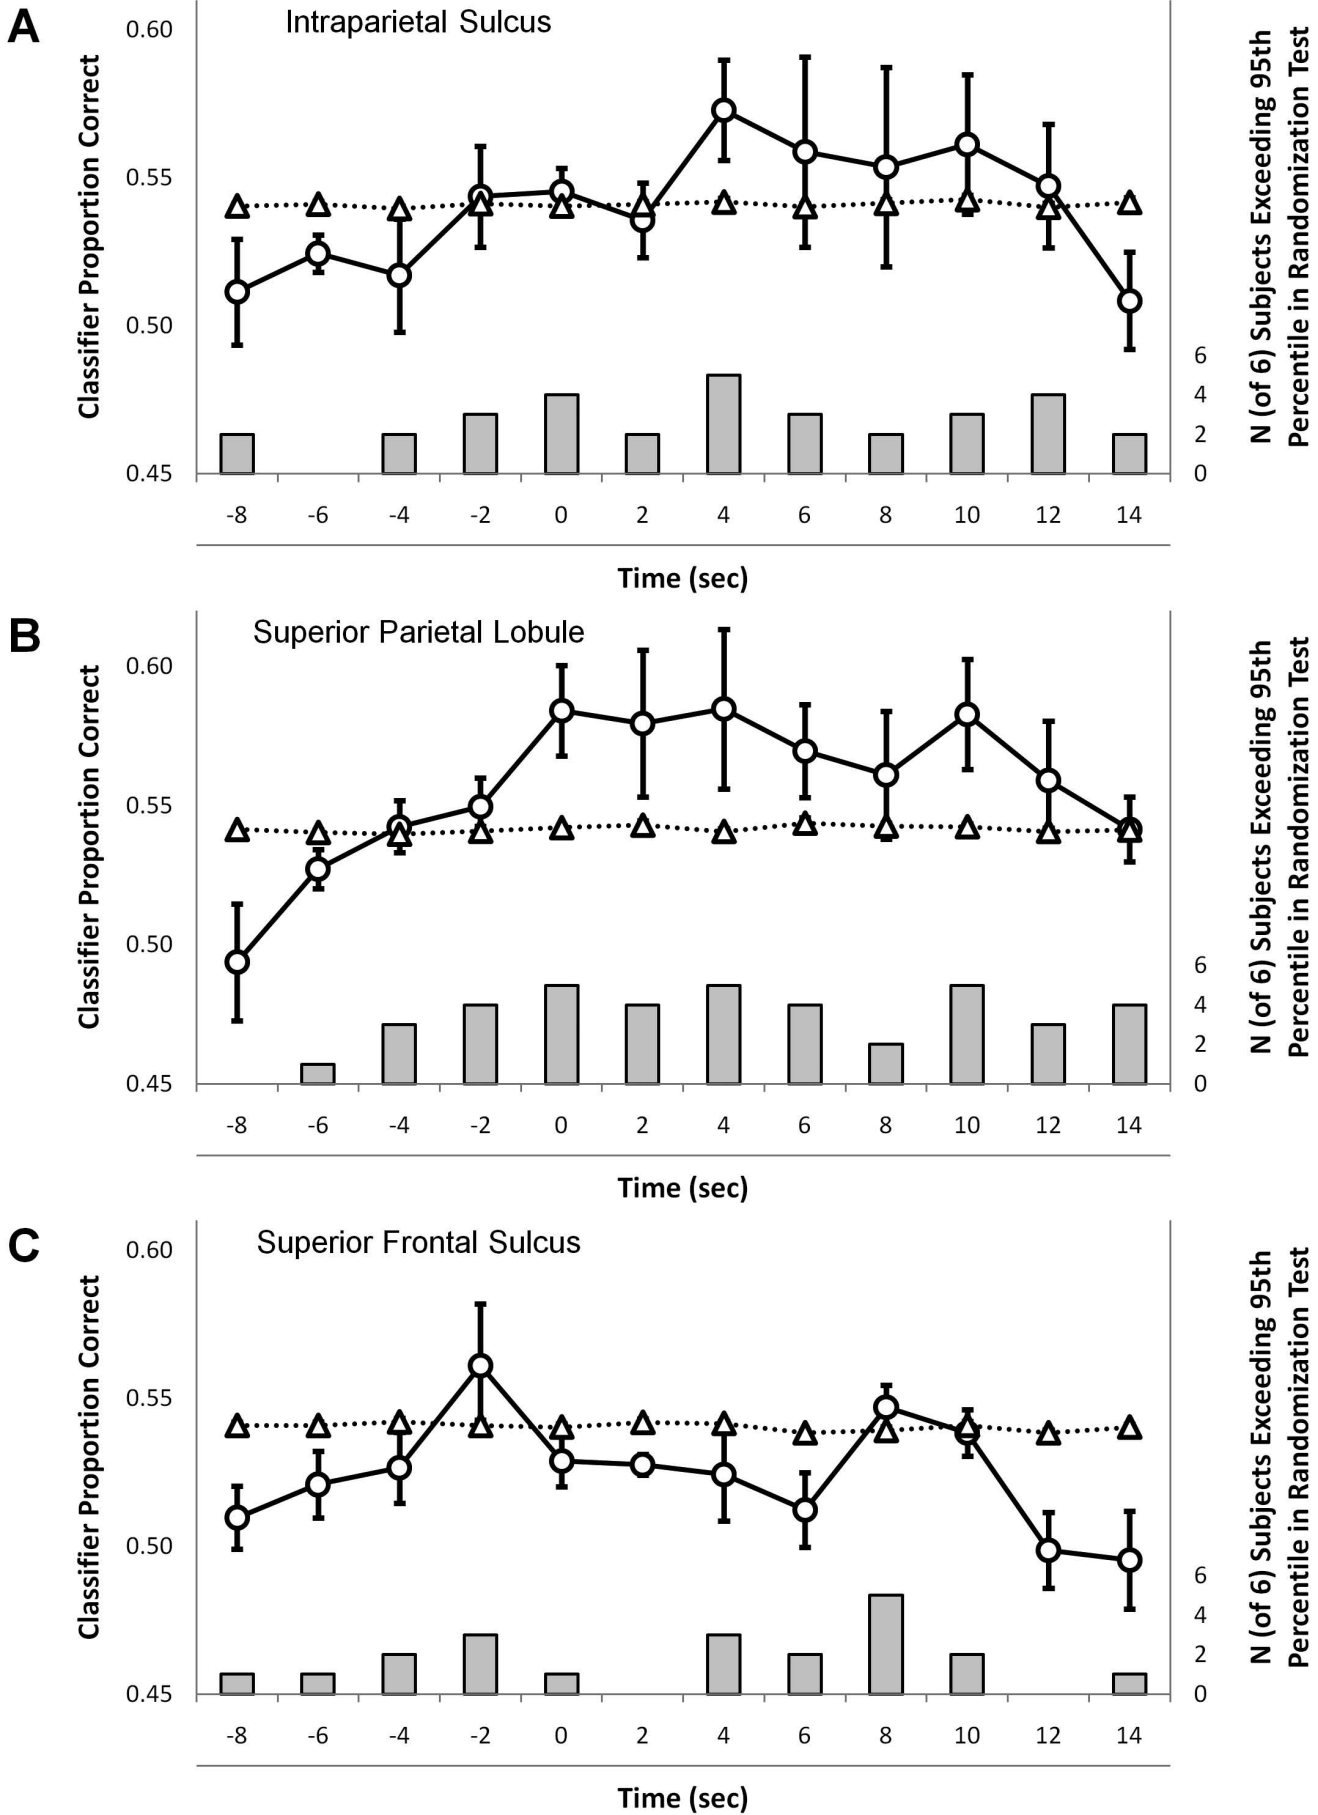 A
Intraparietal Sulcus
Classifier Proportion Correct
0.60
0.55
0.50
0.45
6
4
2
0
N (of 6) Subjects Exceeding 95th
Percentile in Randomization Test
-8 -6 -4 -2 0 2 4 6 8 10 12 14
Time (sec)
B
Superior Parietal Lobule
Classifier Proportion Correct
0.60
0.55
0.50
0.45
6
4
2
0
N (of 6) Subjects Exceeding 95th
Percentile in Randomization Test
-8 -6 -4 -2 0 2 4 6 8 10 12 14
Time (sec)
C
Superior Frontal Sulcus
Classifier Proportion Correct
0.60
0.55
0.50
0.45
6
4
2
0
N (of 6) Subjects Exceeding 95th
Percentile in Randomization Test
-8 -6 -4 -2 0 2 4 6 8 10 12 14
Time (sec)